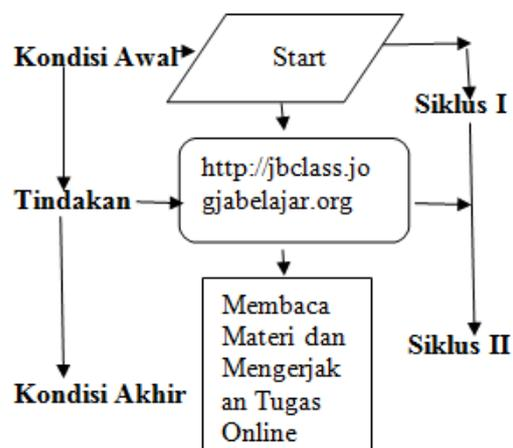 Kondisi Awal
Start
Siklus I
http://jbclass.jo
gjabelajar.org
Tindakan
Membaca
Materi dan
Mengerjak
an Tugas
Online
Siklus II
Kondisi Akhir